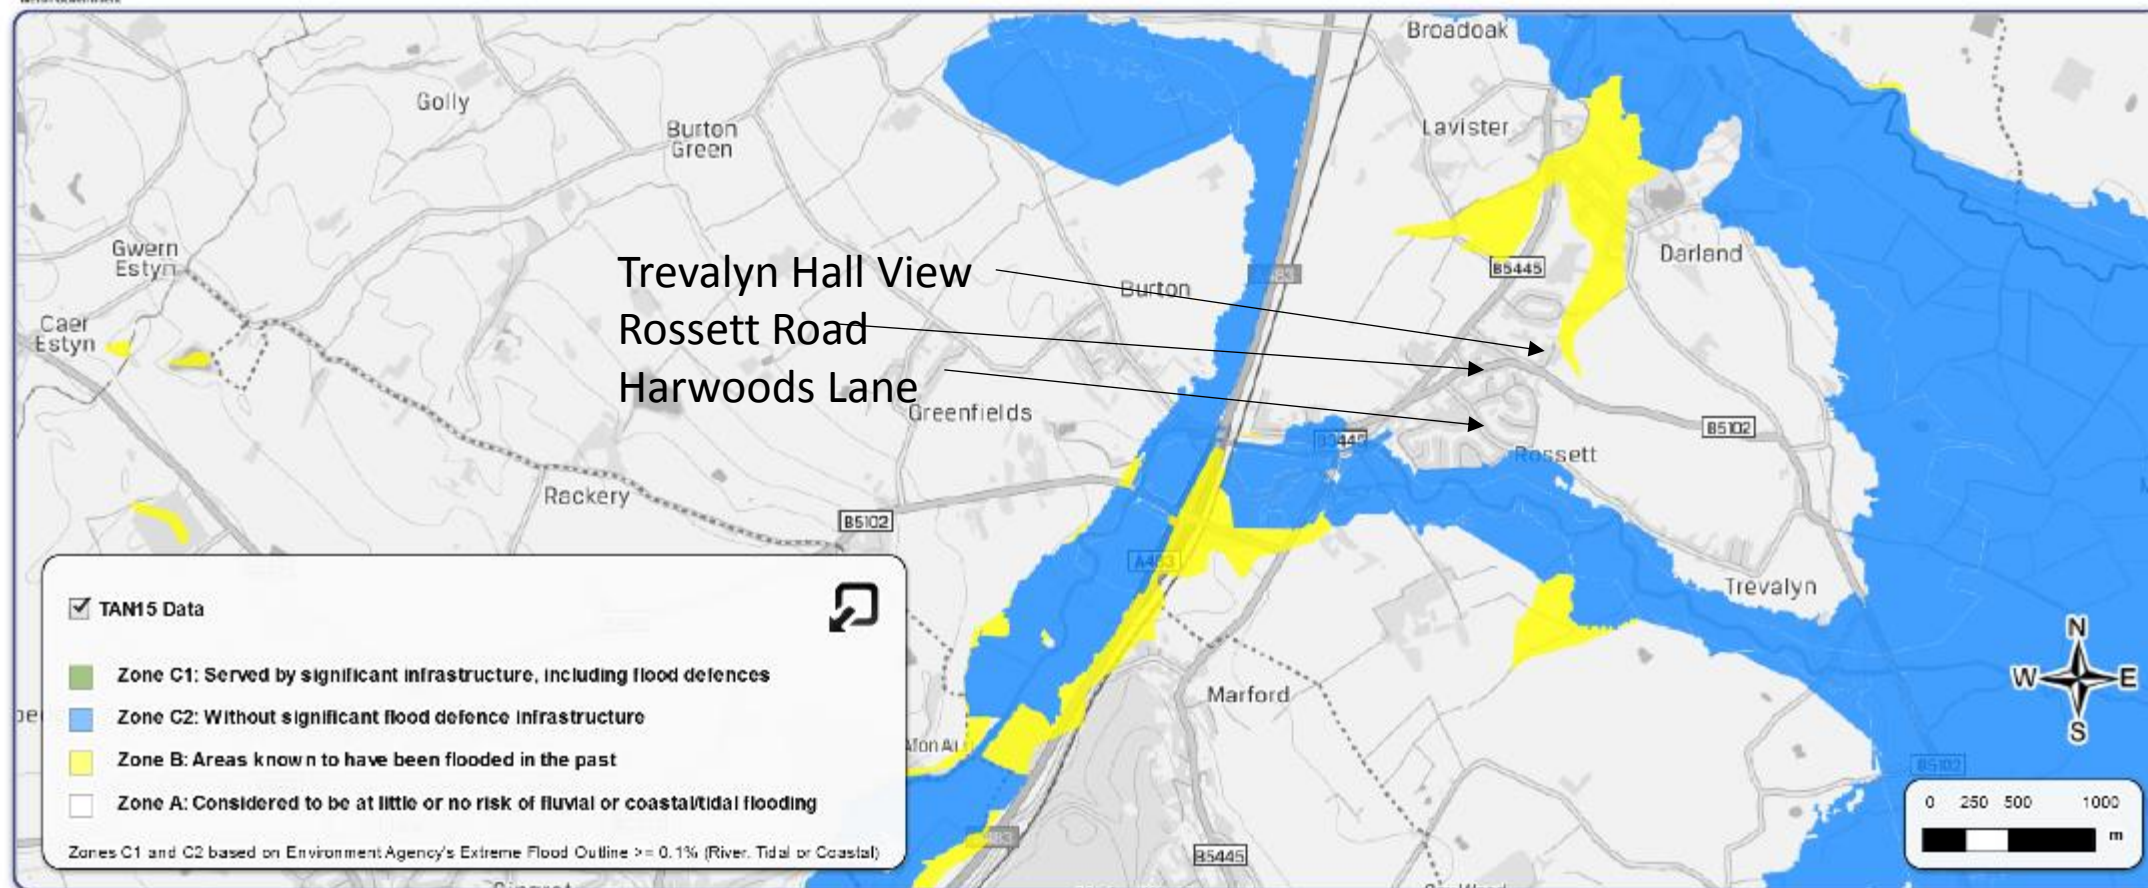 Broadoak
Golly
Burton
Green
Lavister
Gwern
Estyn
Darland
Trevalyn Hall View
B5445
Burton
Rossett Road
Caer
Estyn
Harwoods Lane
Greenfields
B5102
B5445
Rossett
Rackery
B5102
A483
Trevalyn
TAN15 Data
Zone C1: Served by significant infrastructure, including flood defences
Zone C2: Without significant flood defence infrastructure
Zone B: Areas known to have been flooded in the past
Zone A: Considered to be at little or no risk of fluvial or coastal/tidal flooding
Zones C1 and C2 based on Environment Agency's Extreme Flood Outline >= 0.1% (River, Tidal or Coastal)
Marford
N
W E
S
B5102
0 250 500 1000
m
B5445